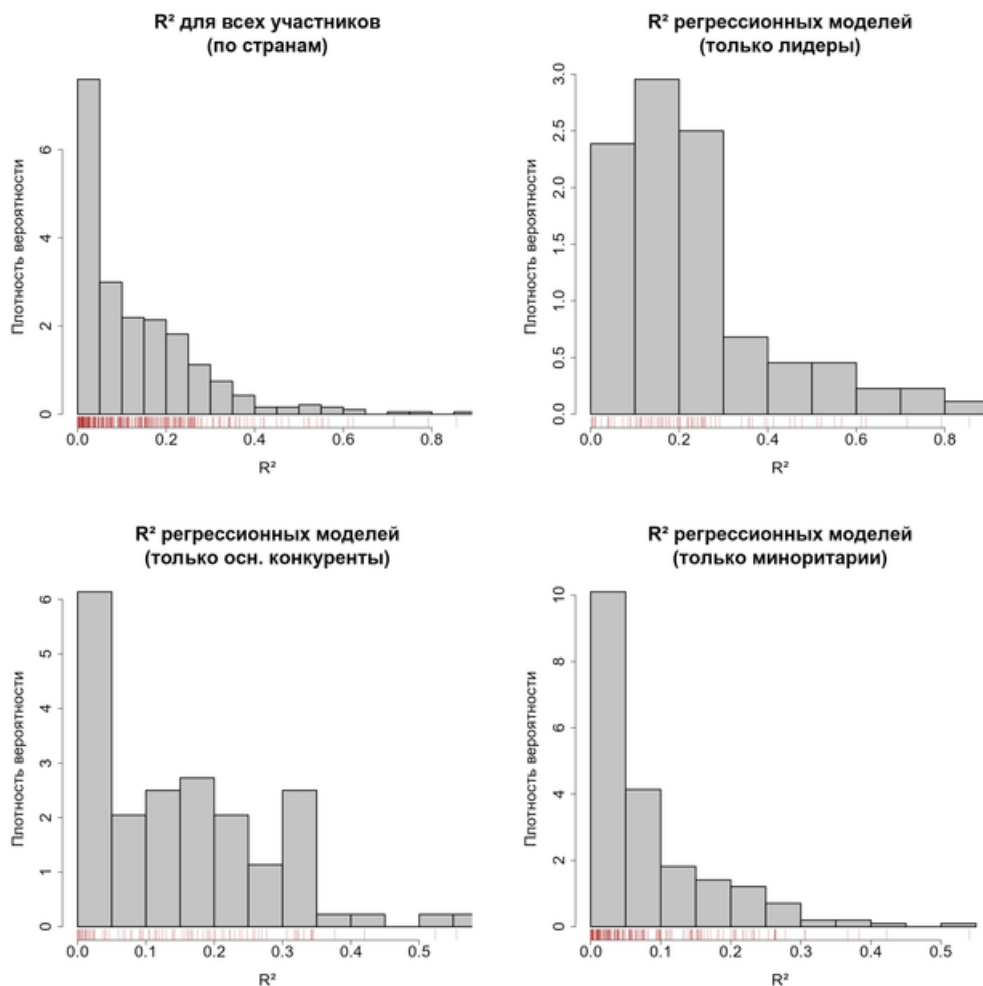 R² для всех участников
(по странам)
Плотность вероятности
6
4
2
0
0.0 0.2 0.4 0.6 0.8
R²
R² регрессионных моделей
(только лидеры)
Плотность вероятности
3.0
2.5
2.0
1.5
1.0
0.5
0.0
0.0 0.2 0.4 0.6 0.8
R²
R² регрессионных моделей
(только осн. конкуренты)
Плотность вероятности
6
5
4
3
2
1
0
0.0 0.1 0.2 0.3 0.4 0.5
R²
R² регрессионных моделей
(только миноритарии)
Плотность вероятности
10
8
6
4
2
0
0.0 0.1 0.2 0.3 0.4 0.5
R²